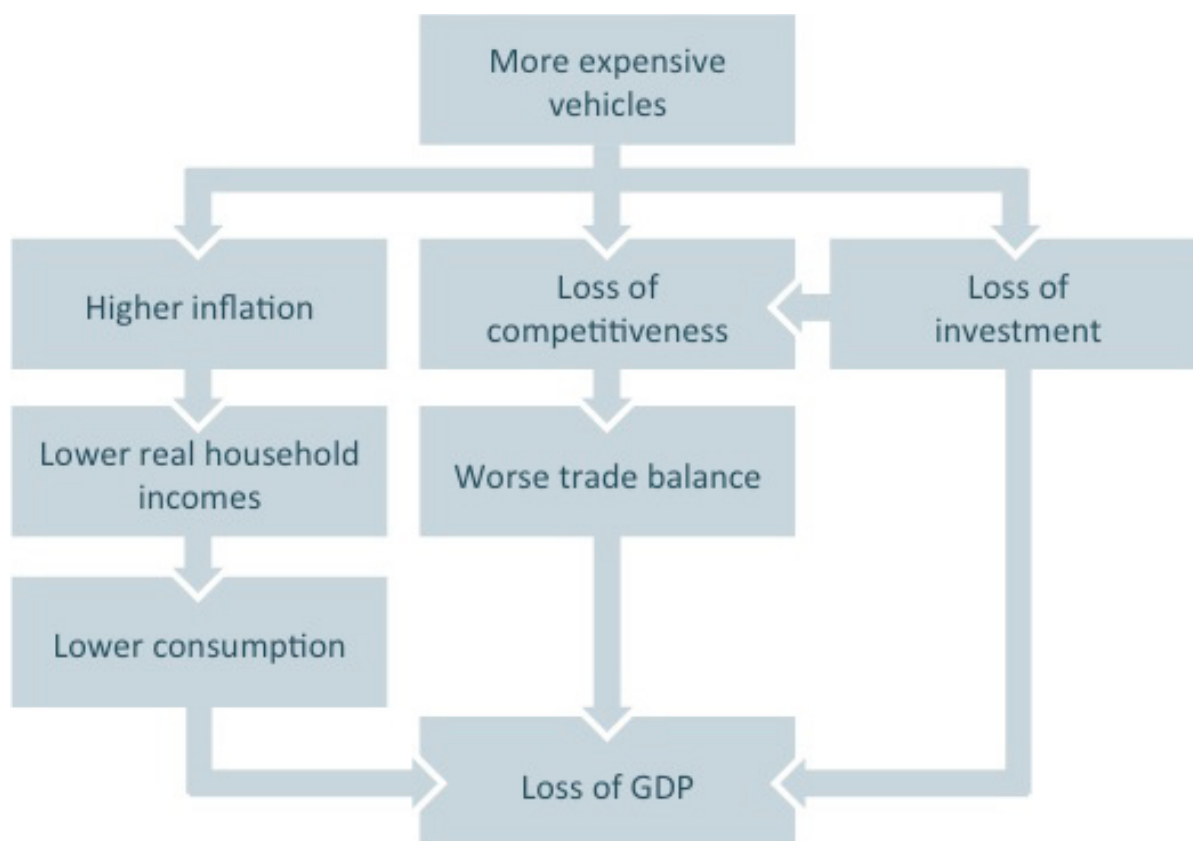 More expensive
vehicles
Higher inflation
Loss of
competitiveness
Loss of
investment
Lower real household
incomes
Worse trade balance
Lower consumption
Loss of GDP